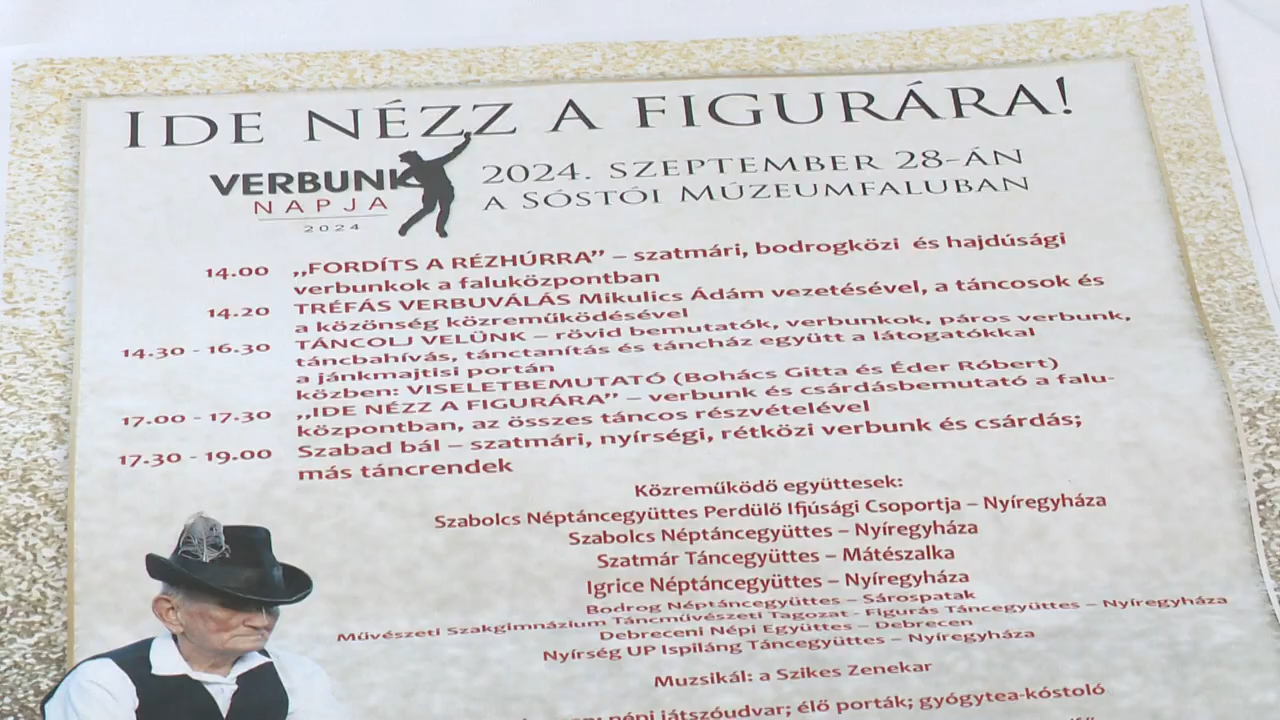 IDE NÉZZ A FIGURÁRA!
VERBUNK
NAPJA
2024
2024. SZEPTEMBER 28-ÁN
A SÓSTÓI MÚZEUMFALUBAN
14.00 „FORDÍTS A RÉZHÚRRA” – szatmári, bodrogközi és hajdúsági
verbunkok a faluközpontban
14.20 TRÉFÁS VERBUVÁLÁS Mikulics Ádám vezetésével, a táncosok és
a közönség közreműködésével
14.30 - 16.30 TÁNCOLJ VELÜNK – rövid bemutatók, verbunkok, páros verbunk,
táncbahívás, tánctanítás és táncház együtt a látogatókkal
a jánkmajtisi portán
közben: VISELETBEMUTATÓ (Bohács Gitta és Éder Róbert)
17.00 - 17.30 „IDE NÉZZ A FIGURÁRA” – verbunk és csárdásbemutató a falu-
központban, az összes táncos részvételével
17.30 - 19.00 Szabad bál – szatmári, nyírségi, rétközi verbunk és csárdás;
más táncrendek
Közreműködő együttesek:
Szabolcs Néptáncegyüttes Perdülő Ifjúsági Csoportja – Nyíregyháza
Szabolcs Néptáncegyüttes – Nyíregyháza
Szatmár Táncegyüttes – Mátészalka
Igrice Néptáncegyüttes – Nyíregyháza
Bodrog Néptáncegyüttes – Sárospatak
Művészeti Szakgimnázium Táncművészeti Tagozat - Figurás Táncegyüttes – Nyíregyháza
Debreceni Népi Együttes – Debrecen
Nyírség UP Ispiláng Táncegyüttes – Nyíregyháza
Muzsikál: a Szikes Zenekar
népi játszóudvar; élő porták; gyógytea-kóstoló